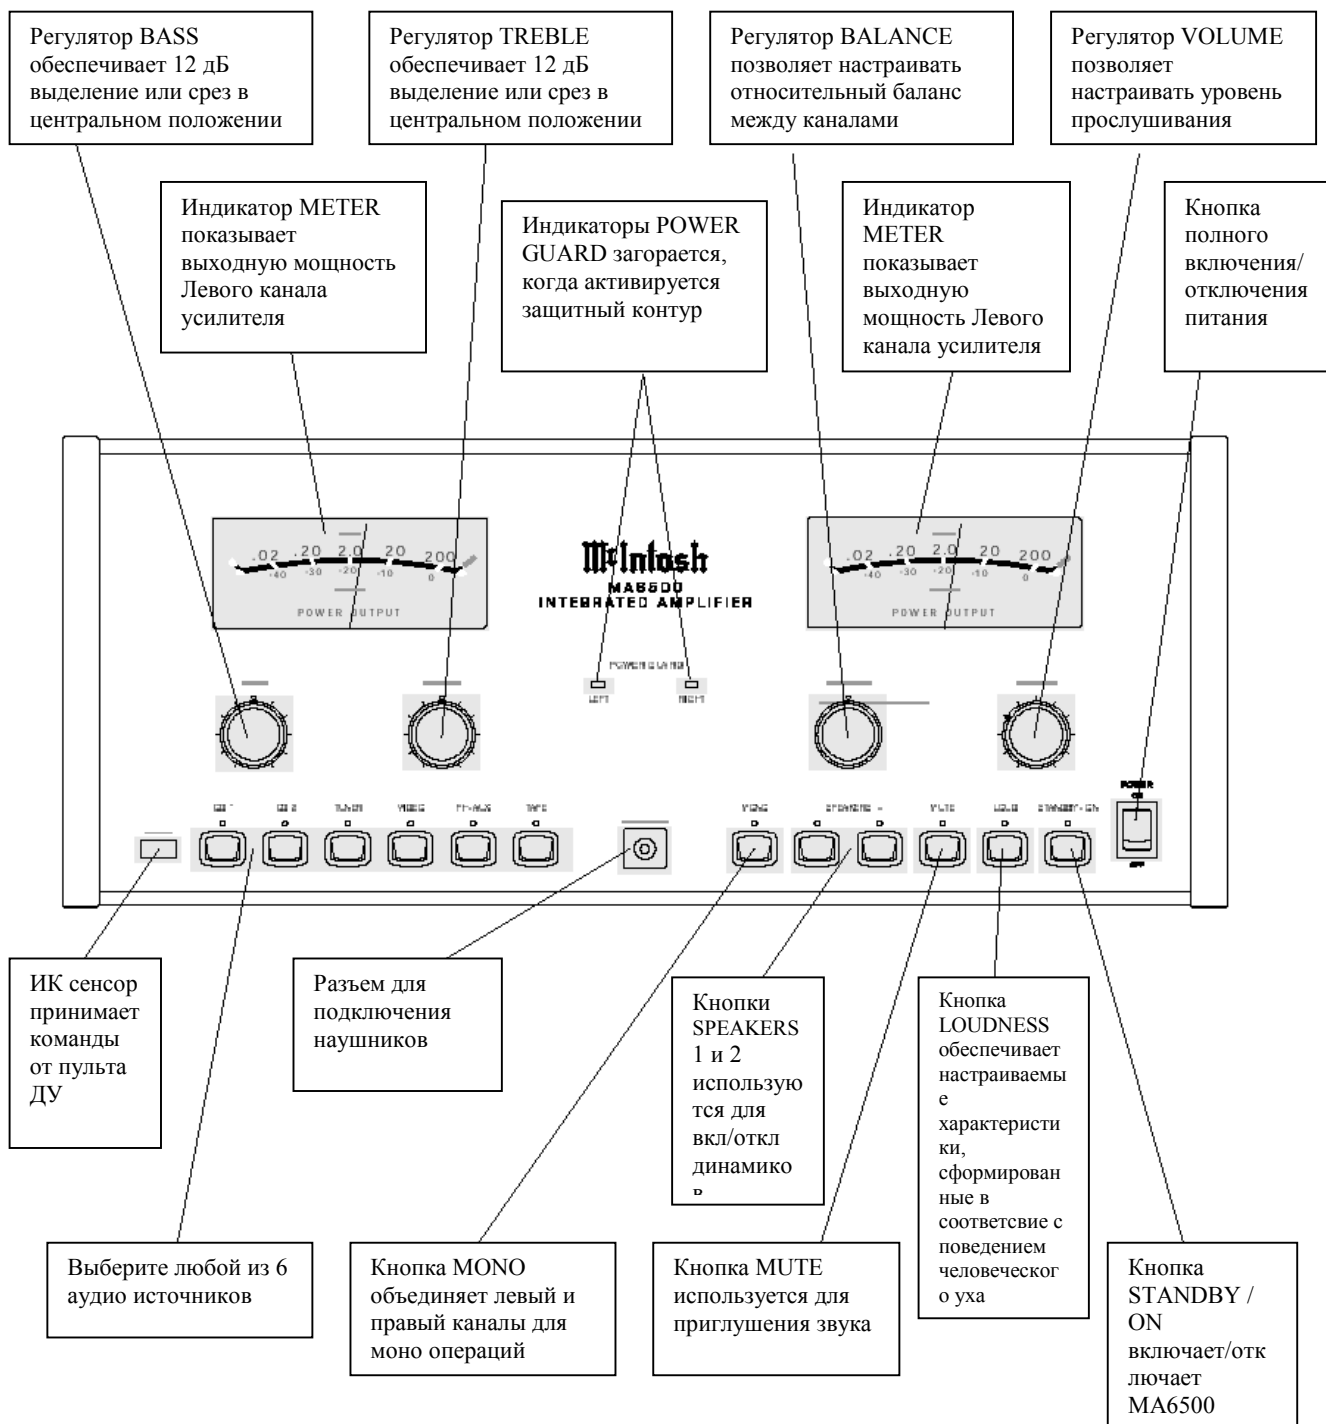 Регулятор BASS
обеспечивает 12 дБ
выделение или срез в
центральном положении
Регулятор TREBLE
обеспечивает 12 дБ
выделение или срез в
центральном положении
Регулятор BALANCE
позволяет настраивать
относительный баланс
между каналами
Регулятор VOLUME
позволяет
настраивать уровень
прослушивания
Индикатор METER
показывает
выходную мощность
Левого канала
усилителя
Индикаторы POWER
GUARD загорается,
когда активируется
защитный контур
Индикатор
METER
показывает
выходную
мощность Левого
канала усилителя
Кнопка
полного
включения/
отключения
питания
.02 .20 2.0 20 200
-40 -30 -20 -10 0
POWER OUTPUT
McIntosh
MA6500
INTEGRATED AMPLIFIER
.02 .20 2.0 20 200
-40 -30 -20 -10 0
POWER OUTPUT
POWER GUARD
LEFT RIGHT
CD 1 CD 2 TUNER VIDEO PH-AUX TAPE
MONO SPEAKERS MUTE LOUD STANDBY-ON
POWER
ON
OFF
ИК сенсор
принимает
команды
от пульта
ДУ
Разъем для
подключения
наушников
Кнопки
SPEAKERS
1 и 2
используют
ся для
вкл/откл
динамико
в
Кнопка
LOUDNESS
обеспечивает
настраиваемы
е
характеристи
ки,
сформирован
ные в
соответсвие с
поведением
человеческог
о уха
Выберите любой из 6
аудио источников
Кнопка MONO
объединяет левый и
правый каналы для
моно операций
Кнопка MUTE
используется для
приглушения звука
Кнопка
STANDBY /
ON
включает/отк
лючает
MA6500